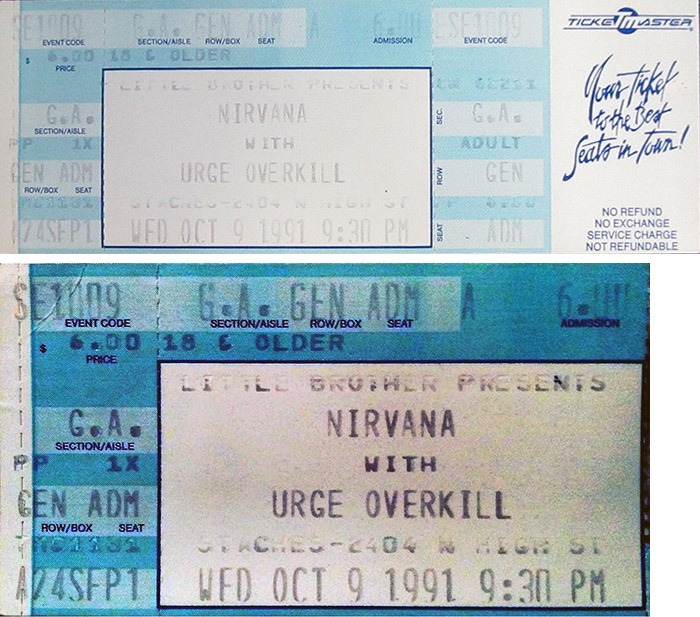 SE1009 G.A. GEN ADM A 6.00 LSE1009
EVENT CODE SECTION/AISLE ROW/BOX SEAT ADMISSION EVENT CODE
$ 6.00 18 & OLDER
PRICE
LITTLE BROTHER PRESENTS
G.A. NIRVANA SEC. G.A.
SECTION/AISLE
PP 1X WITH ADULT
GEN ADM URGE OVERKILL ROW GEN
ROW/BOX SEAT
STACHES-2404 N HIGH ST
A24SEP1 WED OCT 9 1991 9:30 PM SEAT ADM
TICKETMASTER
Your Ticket
to the Best
Seats in Town!
NO REFUND
NO EXCHANGE
SERVICE CHARGE
NOT REFUNDABLE
SE1009 G.A. GEN ADM A 6.00
EVENT CODE SECTION/AISLE ROW/BOX SEAT ADMISSION
$ 6.00 18 & OLDER
PRICE
LITTLE BROTHER PRESENTS
G.A. NIRVANA
SECTION/AISLE
PP 1X WITH
GEN ADM URGE OVERKILL
ROW/BOX SEAT
STACHES-2404 N HIGH ST
A24SEP1 WED OCT 9 1991 9:30 PM